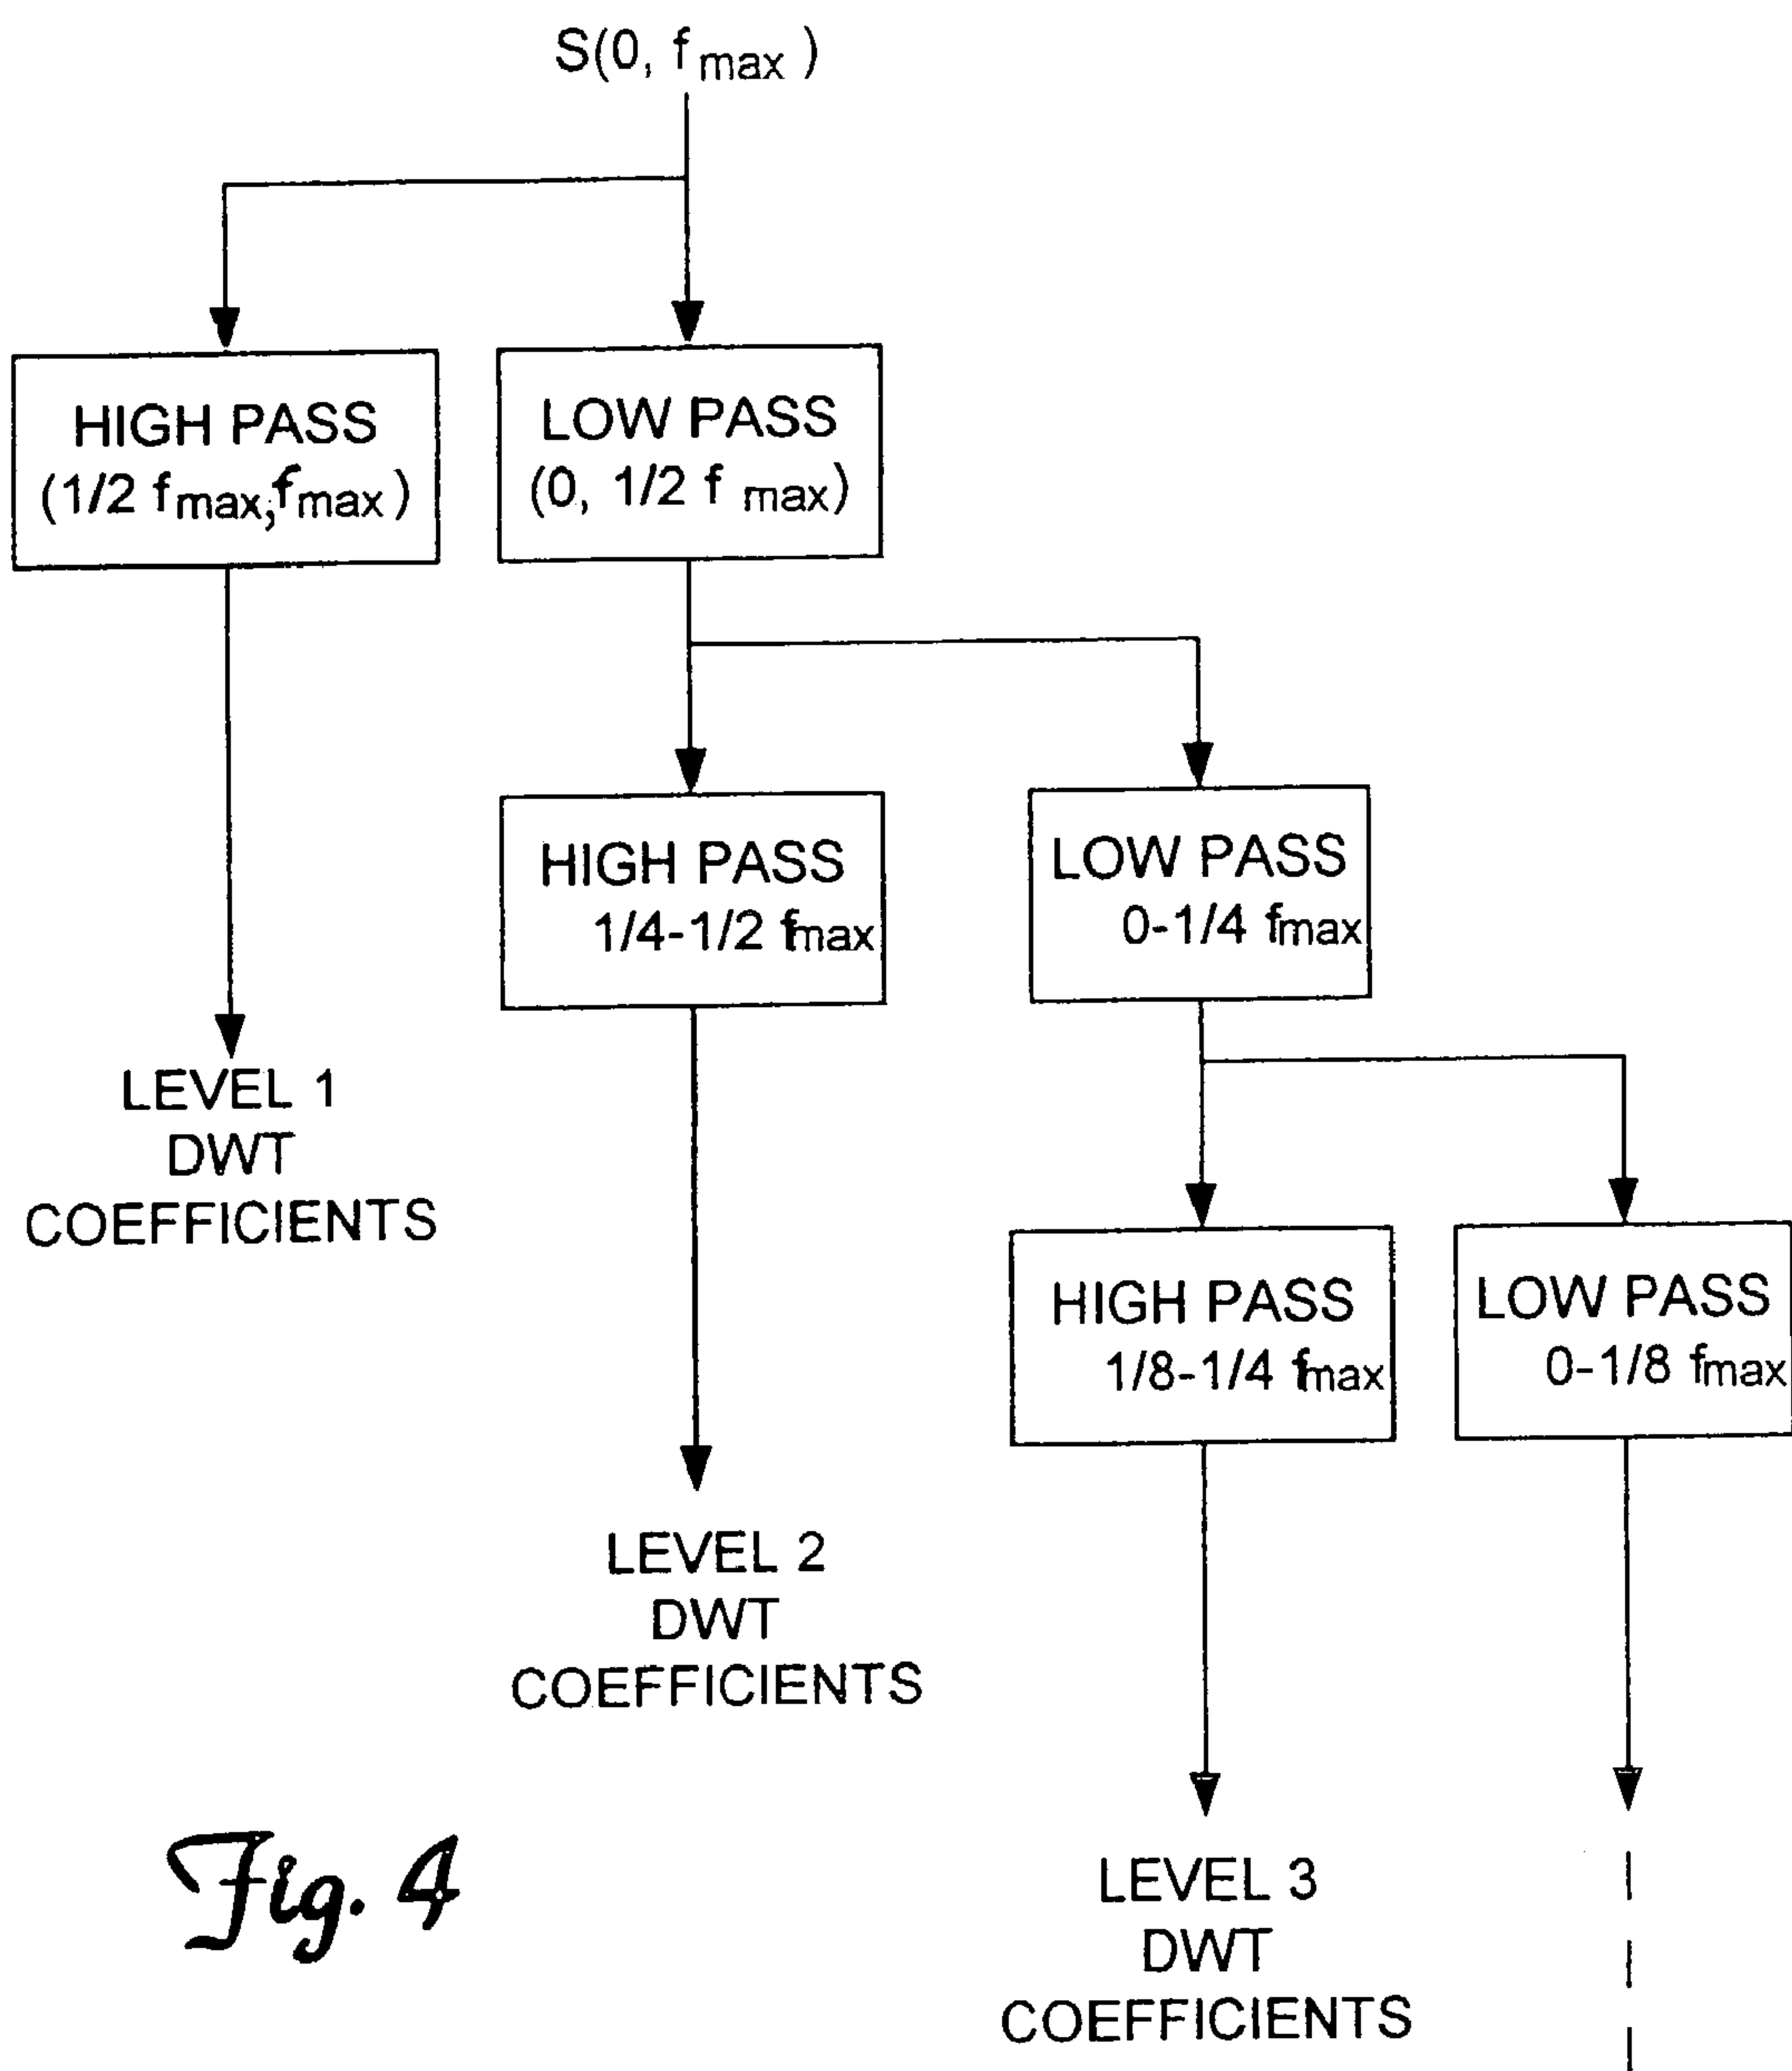 S(0, fmax )
HIGH PASS
(1/2 fmax,fmax)
LOW PASS
(0, 1/2 f max)
HIGH PASS
1/4-1/2 fmax
LOW PASS
0-1/4 fmax
LEVEL 1
DWT
COEFFICIENTS
HIGH PASS
1/8-1/4 fmax
LOW PASS
0-1/8 fmax
LEVEL 2
DWT
COEFFICIENTS
LEVEL 3
DWT
COEFFICIENTS
Fig. 4